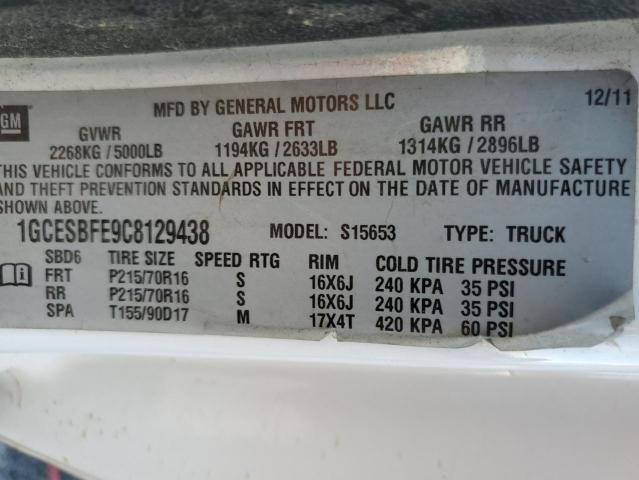 MFD BY GENERAL MOTORS LLC 12/11
GM
GVWR GAWR FRT GAWR RR
2268KG / 5000LB 1194KG / 2633LB 1314KG / 2896LB
THIS VEHICLE CONFORMS TO ALL APPLICABLE FEDERAL MOTOR VEHICLE SAFETY
AND THEFT PREVENTION STANDARDS IN EFFECT ON THE DATE OF MANUFACTURE
SHOWN ABOVE.
1GCESBFE9C8129438 MODEL: S15653 TYPE: TRUCK
SBD6 TIRE SIZE SPEED RTG RIM COLD TIRE PRESSURE
FRT P215/70R16 S 16X6J 240 KPA 35 PSI
RR P215/70R16 S 16X6J 240 KPA 35 PSI
SPA T155/90D17 M 17X4T 420 KPA 60 PSI